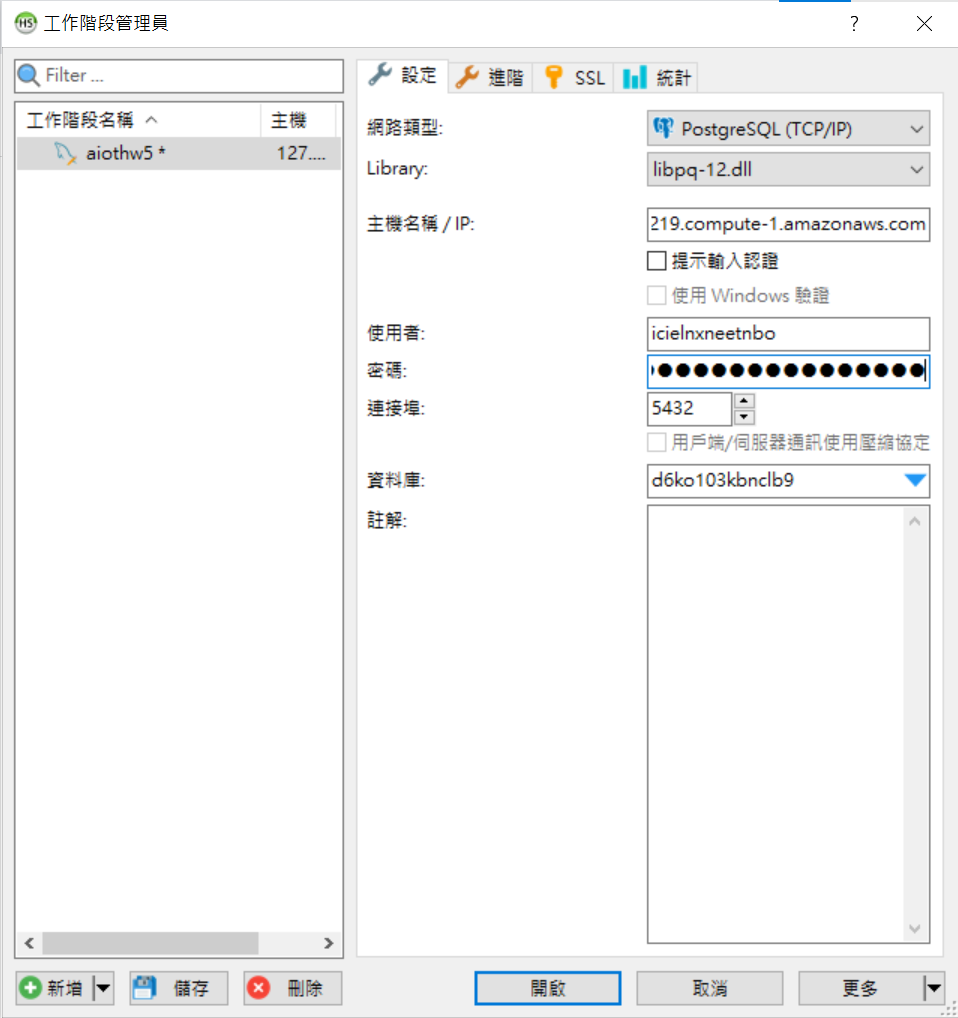 HS 工作階段管理員 ?
Filter ...
工作階段名稱 主機
aiothw5 * 127....
設定 進階 SSL 統計
網路類型: PostgreSQL (TCP/IP)
Library: libpq-12.dll
主機名稱 / IP: 219.compute-1.amazonaws.com
提示輸入認證
使用 Windows 驗證
使用者: icielnxneetnbo
密碼: ●●●●●●●●●●●●●●●
連接埠: 5432
用戶端/伺服器通訊使用壓縮協定
資料庫: d6ko103kbnclb9
註解:
新增 儲存 刪除 開啟 取消 更多